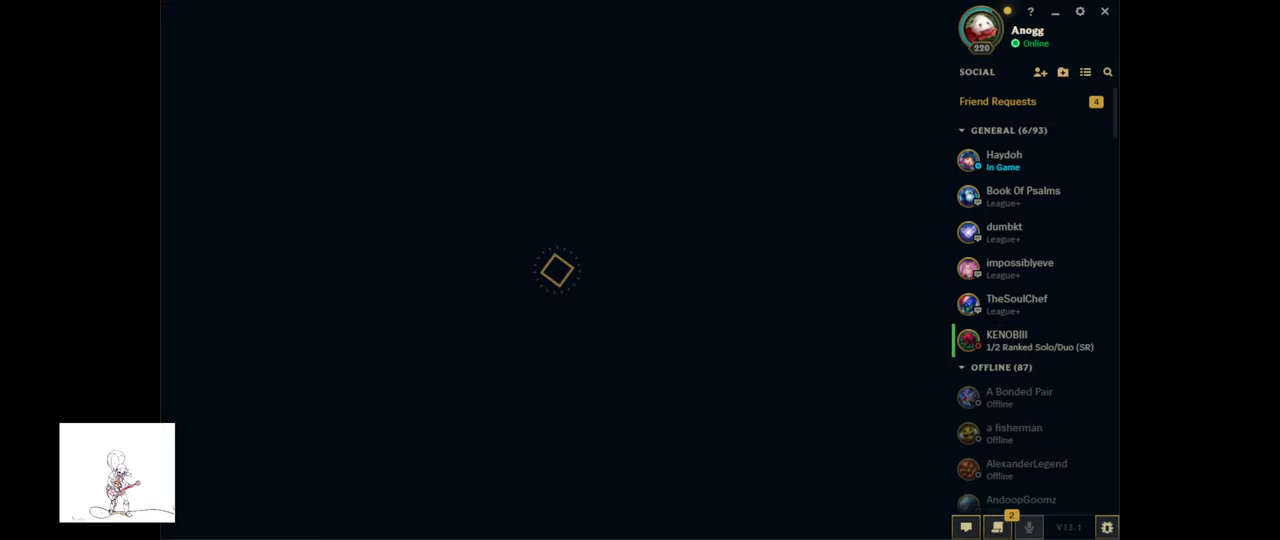 ?
Anogg
220
Online
SOCIAL
Friend Requests 4
GENERAL (6/93)
Haydoh
In Game
Book Of Psalms
League+
dumbkt
League+
impossiblyeve
League+
TheSoulChef
League+
KENOBIII
1/2 Ranked Solo/Duo (SR)
OFFLINE (87)
A Bonded Pair
Offline
a fisherman
Offline
AlexanderLegend
Offline
AndoopGoomz
2
V13.1